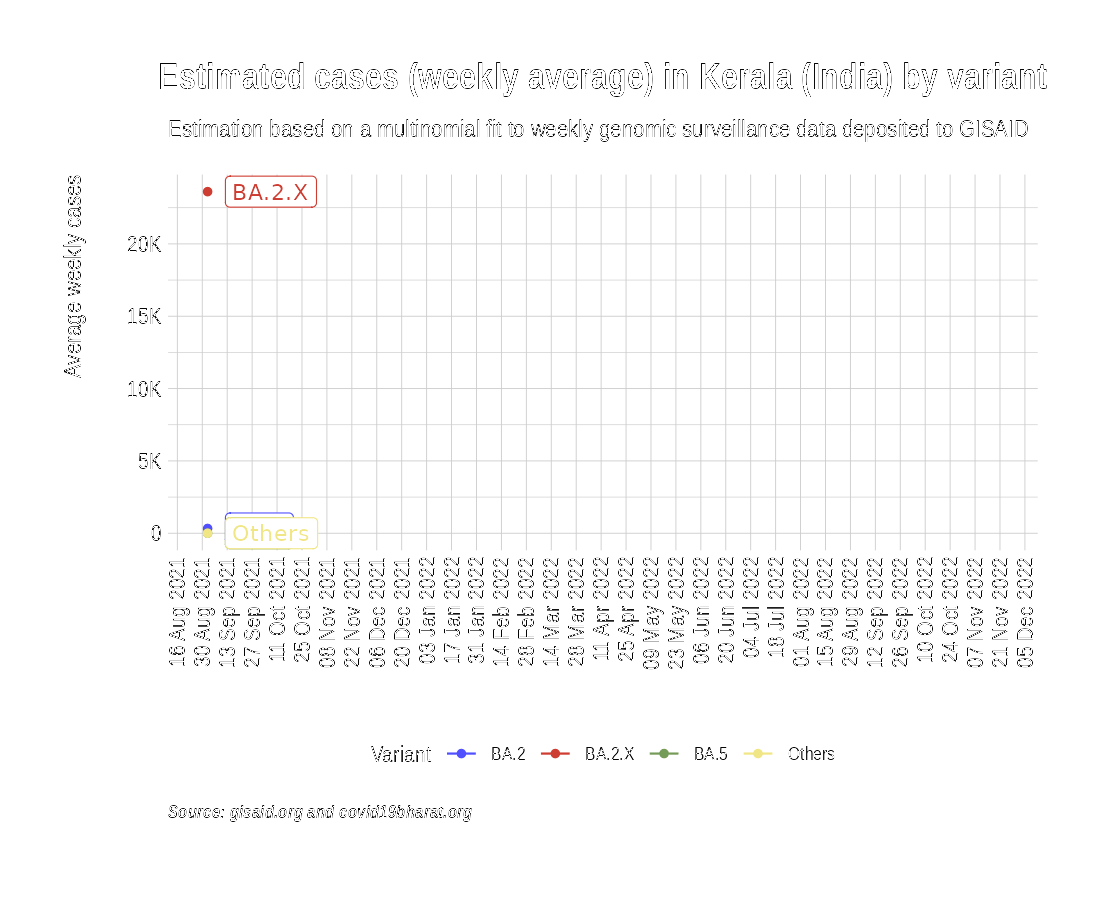 Estimated cases (weekly average) in Kerala (India) by variant
Estimation based on a multinomial fit to weekly genomic surveillance data deposited to GISAID
Average weekly cases
BA.2.X
20K
15K
10K
5K
0
Others
16 Aug 2021
30 Aug 2021
13 Sep 2021
27 Sep 2021
11 Oct 2021
25 Oct 2021
08 Nov 2021
22 Nov 2021
06 Dec 2021
20 Dec 2021
03 Jan 2022
17 Jan 2022
31 Jan 2022
14 Feb 2022
28 Feb 2022
14 Mar 2022
28 Mar 2022
11 Apr 2022
25 Apr 2022
09 May 2022
23 May 2022
06 Jun 2022
20 Jun 2022
04 Jul 2022
18 Jul 2022
01 Aug 2022
15 Aug 2022
29 Aug 2022
12 Sep 2022
26 Sep 2022
10 Oct 2022
24 Oct 2022
07 Nov 2022
21 Nov 2022
05 Dec 2022
Variant BA.2 BA.2.X BA.5 Others
Source: gisaid.org and covid19bharat.org